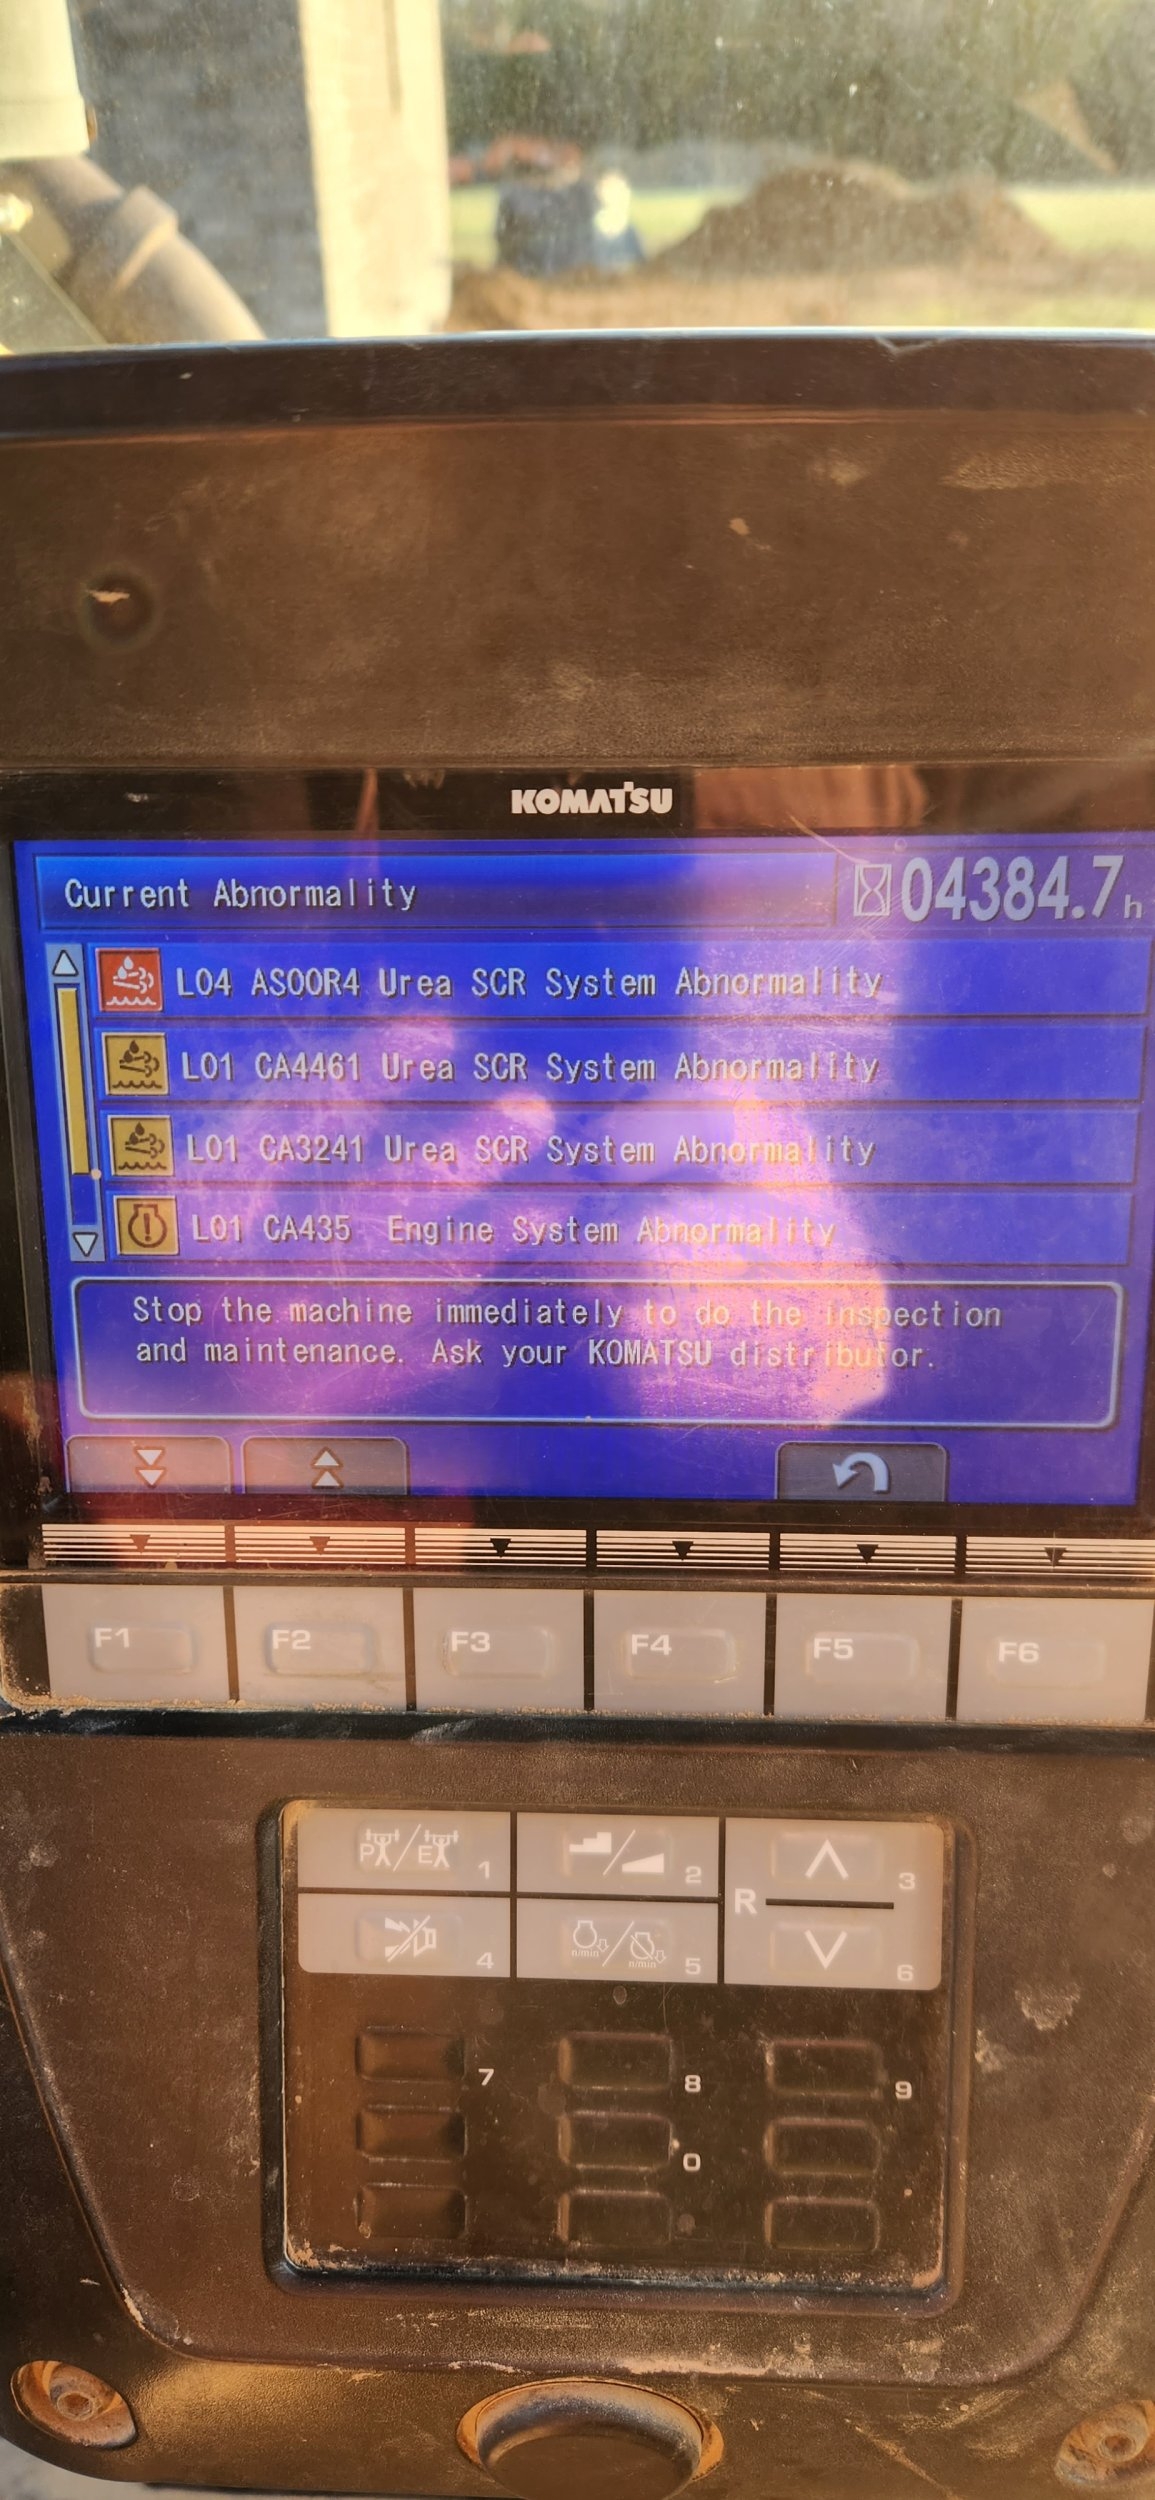 KOMATSU
Current Abnormality
04384.7h
L04 AS00R4 Urea SCR System Abnormality
L01 CA4461 Urea SCR System Abnormality
L01 CA3241 Urea SCR System Abnormality
L01 CA435 Engine System Abnormality
Stop the machine immediately to do the inspection
and maintenance. Ask your KOMATSU distributor.
F1 F2 F3 F4 F5 F6
P/E 1 2 3
R
4 n/min/n/min 5 6
7 8 9
0